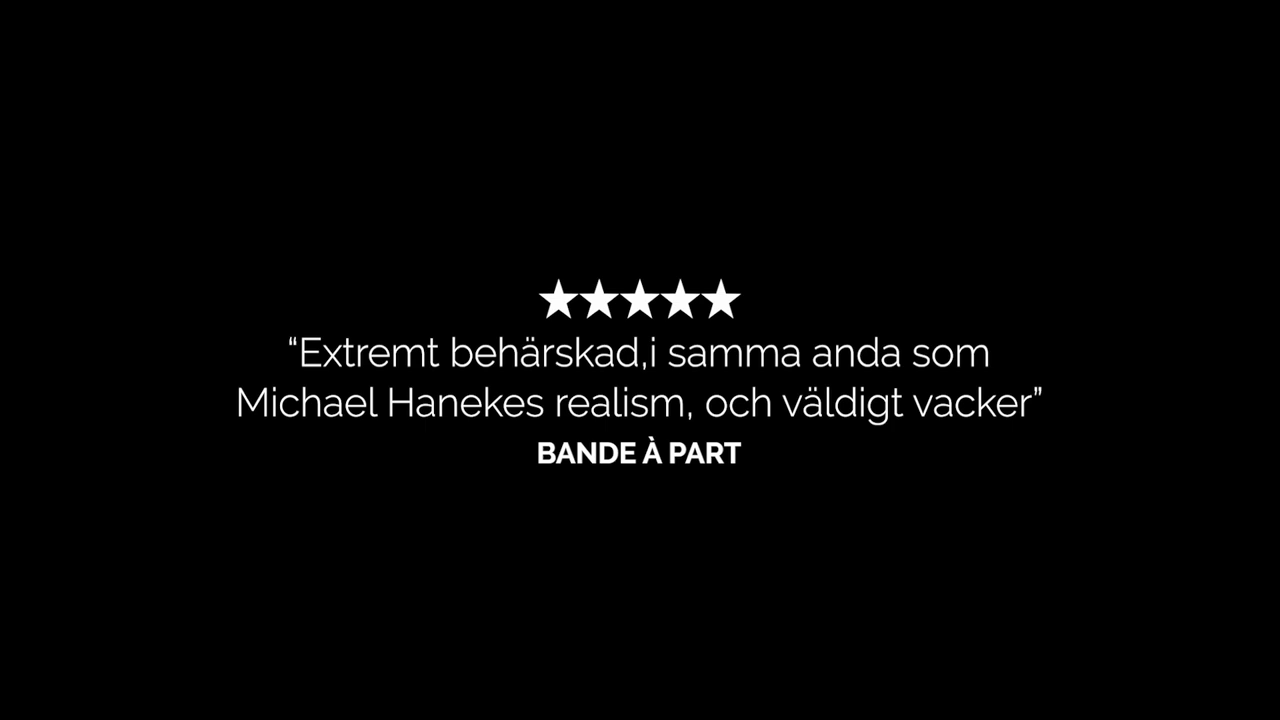 ★★★★★
“Extremt behärskad,i samma anda som
Michael Hanekes realism, och väldigt vacker”
BANDE À PART